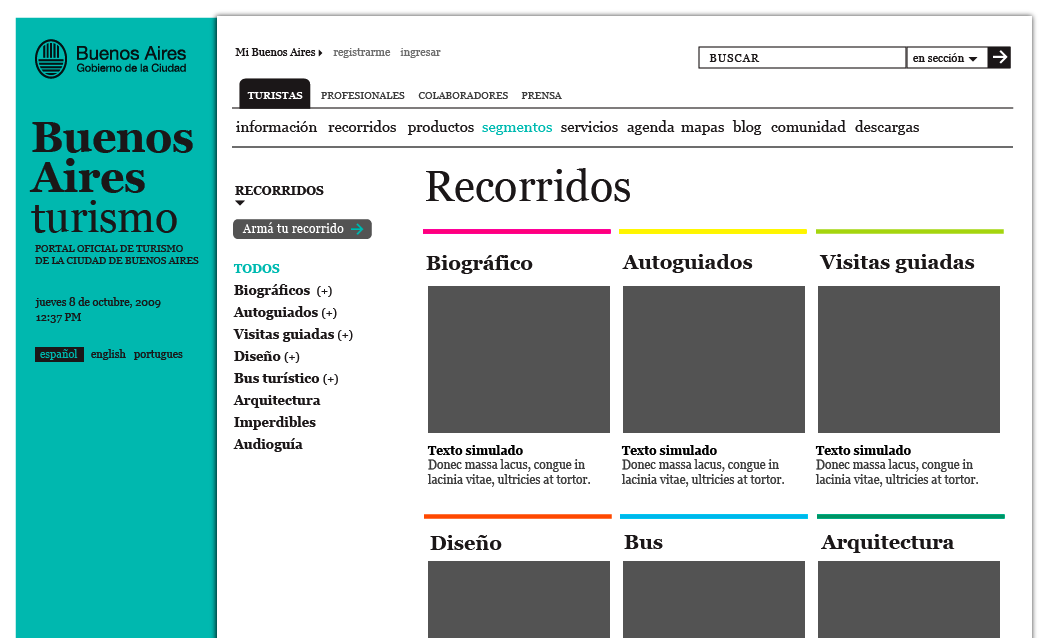 Buenos Aires
Gobierno de la Ciudad
Buenos
Aires
turismo
PORTAL OFICIAL DE TURISMO
DE LA CIUDAD DE BUENOS AIRES
jueves 8 de octubre, 2009
12:37 PM
español english portugues
Mi Buenos Aires registrarme ingresar
BUSCAR en sección
TURISTAS PROFESIONALES COLABORADORES PRENSA
información recorridos productos segmentos servicios agenda mapas blog comunidad descargas
RECORRIDOS
Armá tu recorrido
TODOS
Biográficos (+)
Autoguiados (+)
Visitas guiadas (+)
Diseño (+)
Bus turístico (+)
Arquitectura
Imperdibles
Audioguía
Recorridos
Biográfico
Texto simulado
Donec massa lacus, congue in
lacinia vitae, ultricies at tortor.
Autoguiados
Texto simulado
Donec massa lacus, congue in
lacinia vitae, ultricies at tortor.
Visitas guiadas
Texto simulado
Donec massa lacus, congue in
lacinia vitae, ultricies at tortor.
Diseño
Bus
Arquitectura